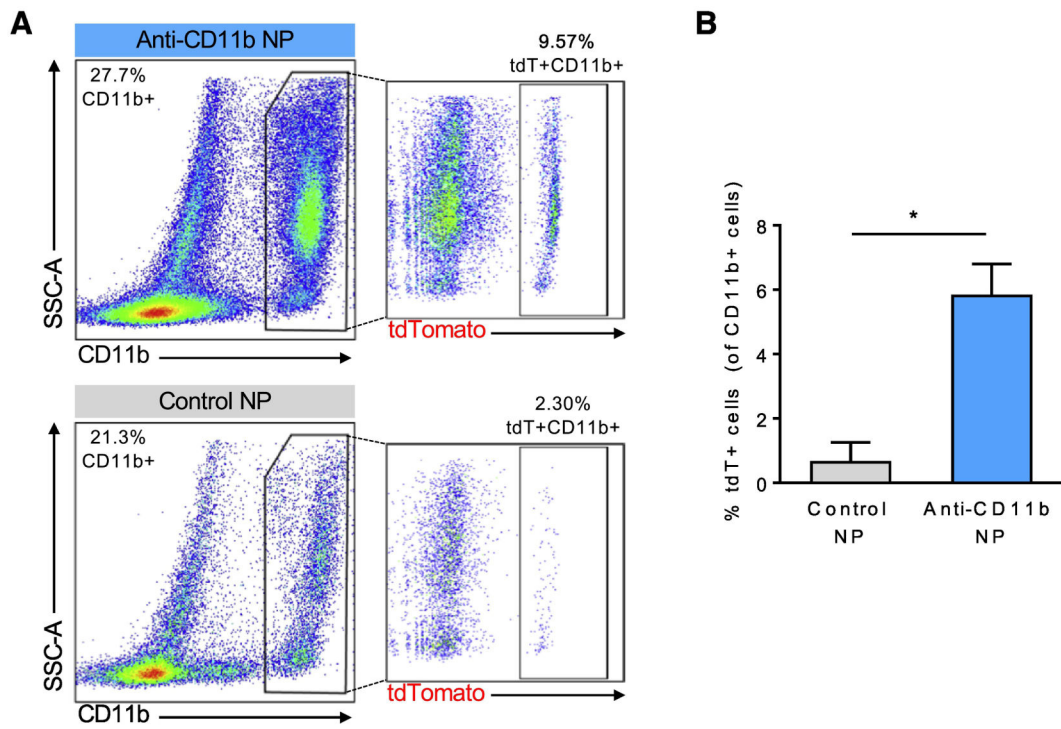 A
Anti-CD11b NP
27.7%
CD11b+
SSC-A
CD11b
9.57%
tdT+CD11b+
tdTomato
Control NP
21.3%
CD11b+
SSC-A
CD11b
2.30%
tdT+CD11b+
tdTomato
B
% tdT+ cells (of CD11b+ cells)
8
6
4
2
0
*
Control
NP
Anti-CD11b
NP